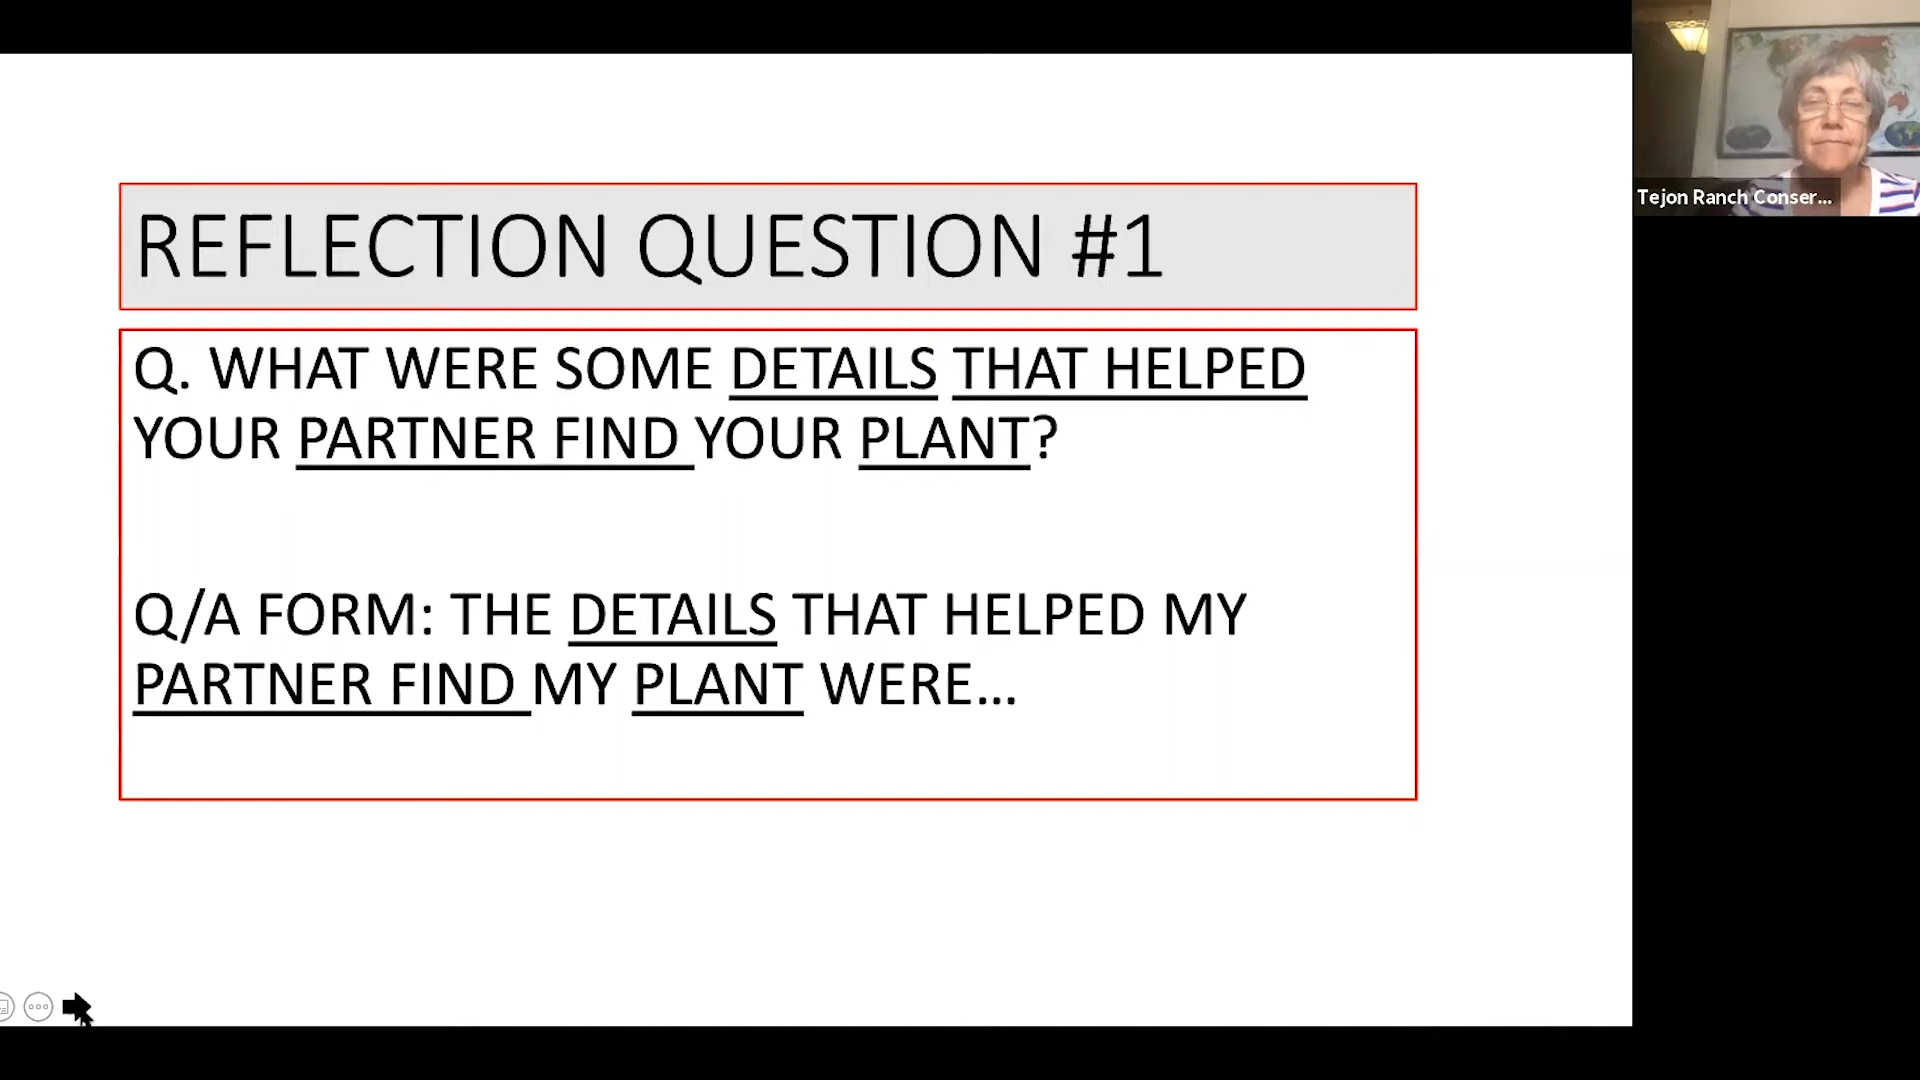 REFLECTION QUESTION #1
Q. WHAT WERE SOME DETAILS THAT HELPED
YOUR PARTNER FIND YOUR PLANT?
Q/A FORM: THE DETAILS THAT HELPED MY
PARTNER FIND MY PLANT WERE...
Tejon Ranch Conser...